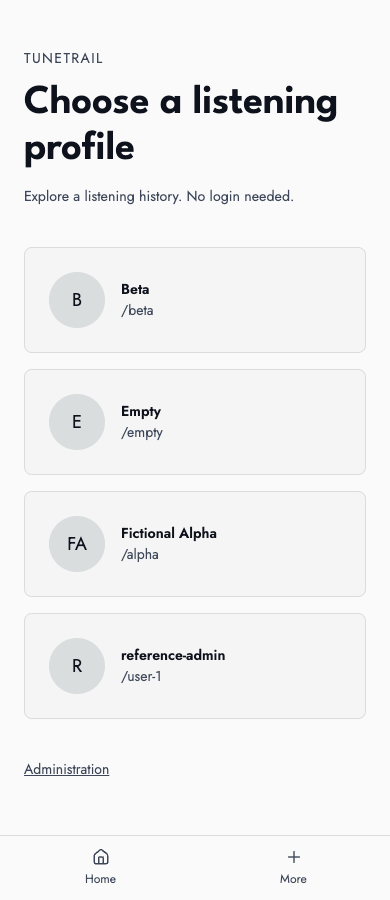 TUNETRAIL
Choose a listening
profile
Explore a listening history. No login needed.
B
Beta
/beta
E
Empty
/empty
FA
Fictional Alpha
/alpha
R
reference-admin
/user-1
Administration
Home
More